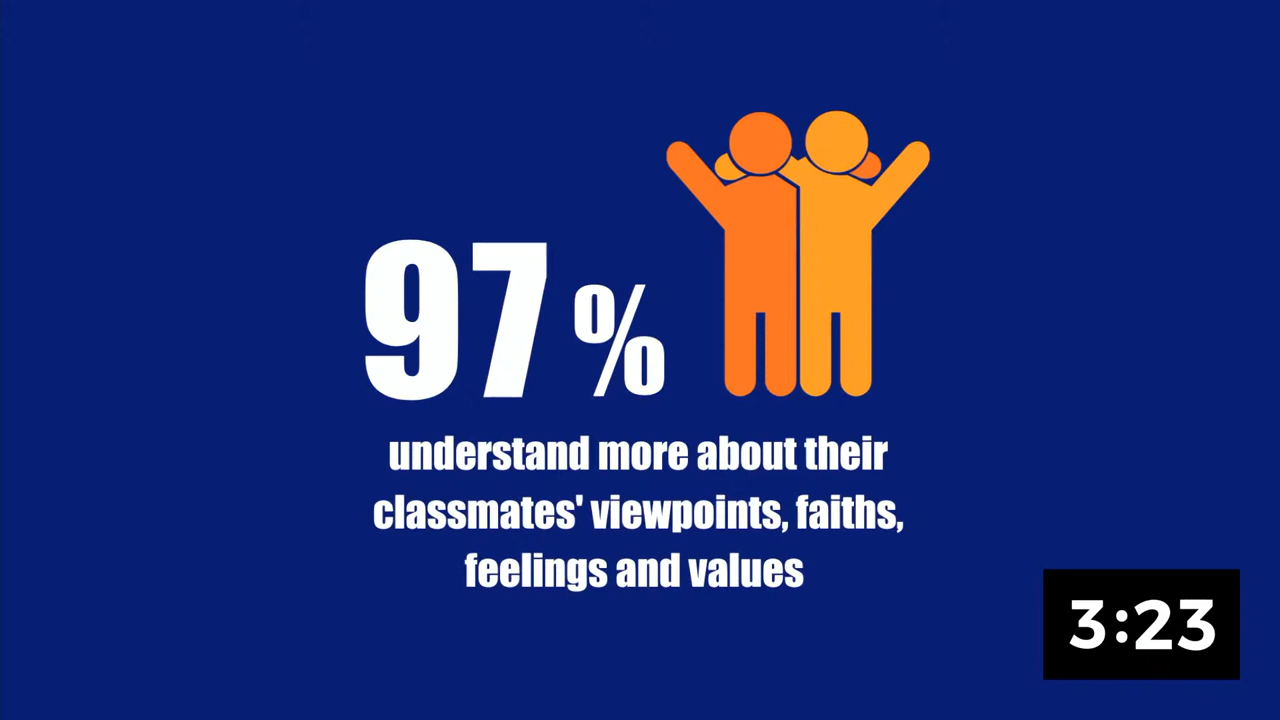 97 %
understand more about their
classmates' viewpoints, faiths,
feelings and values
3:23